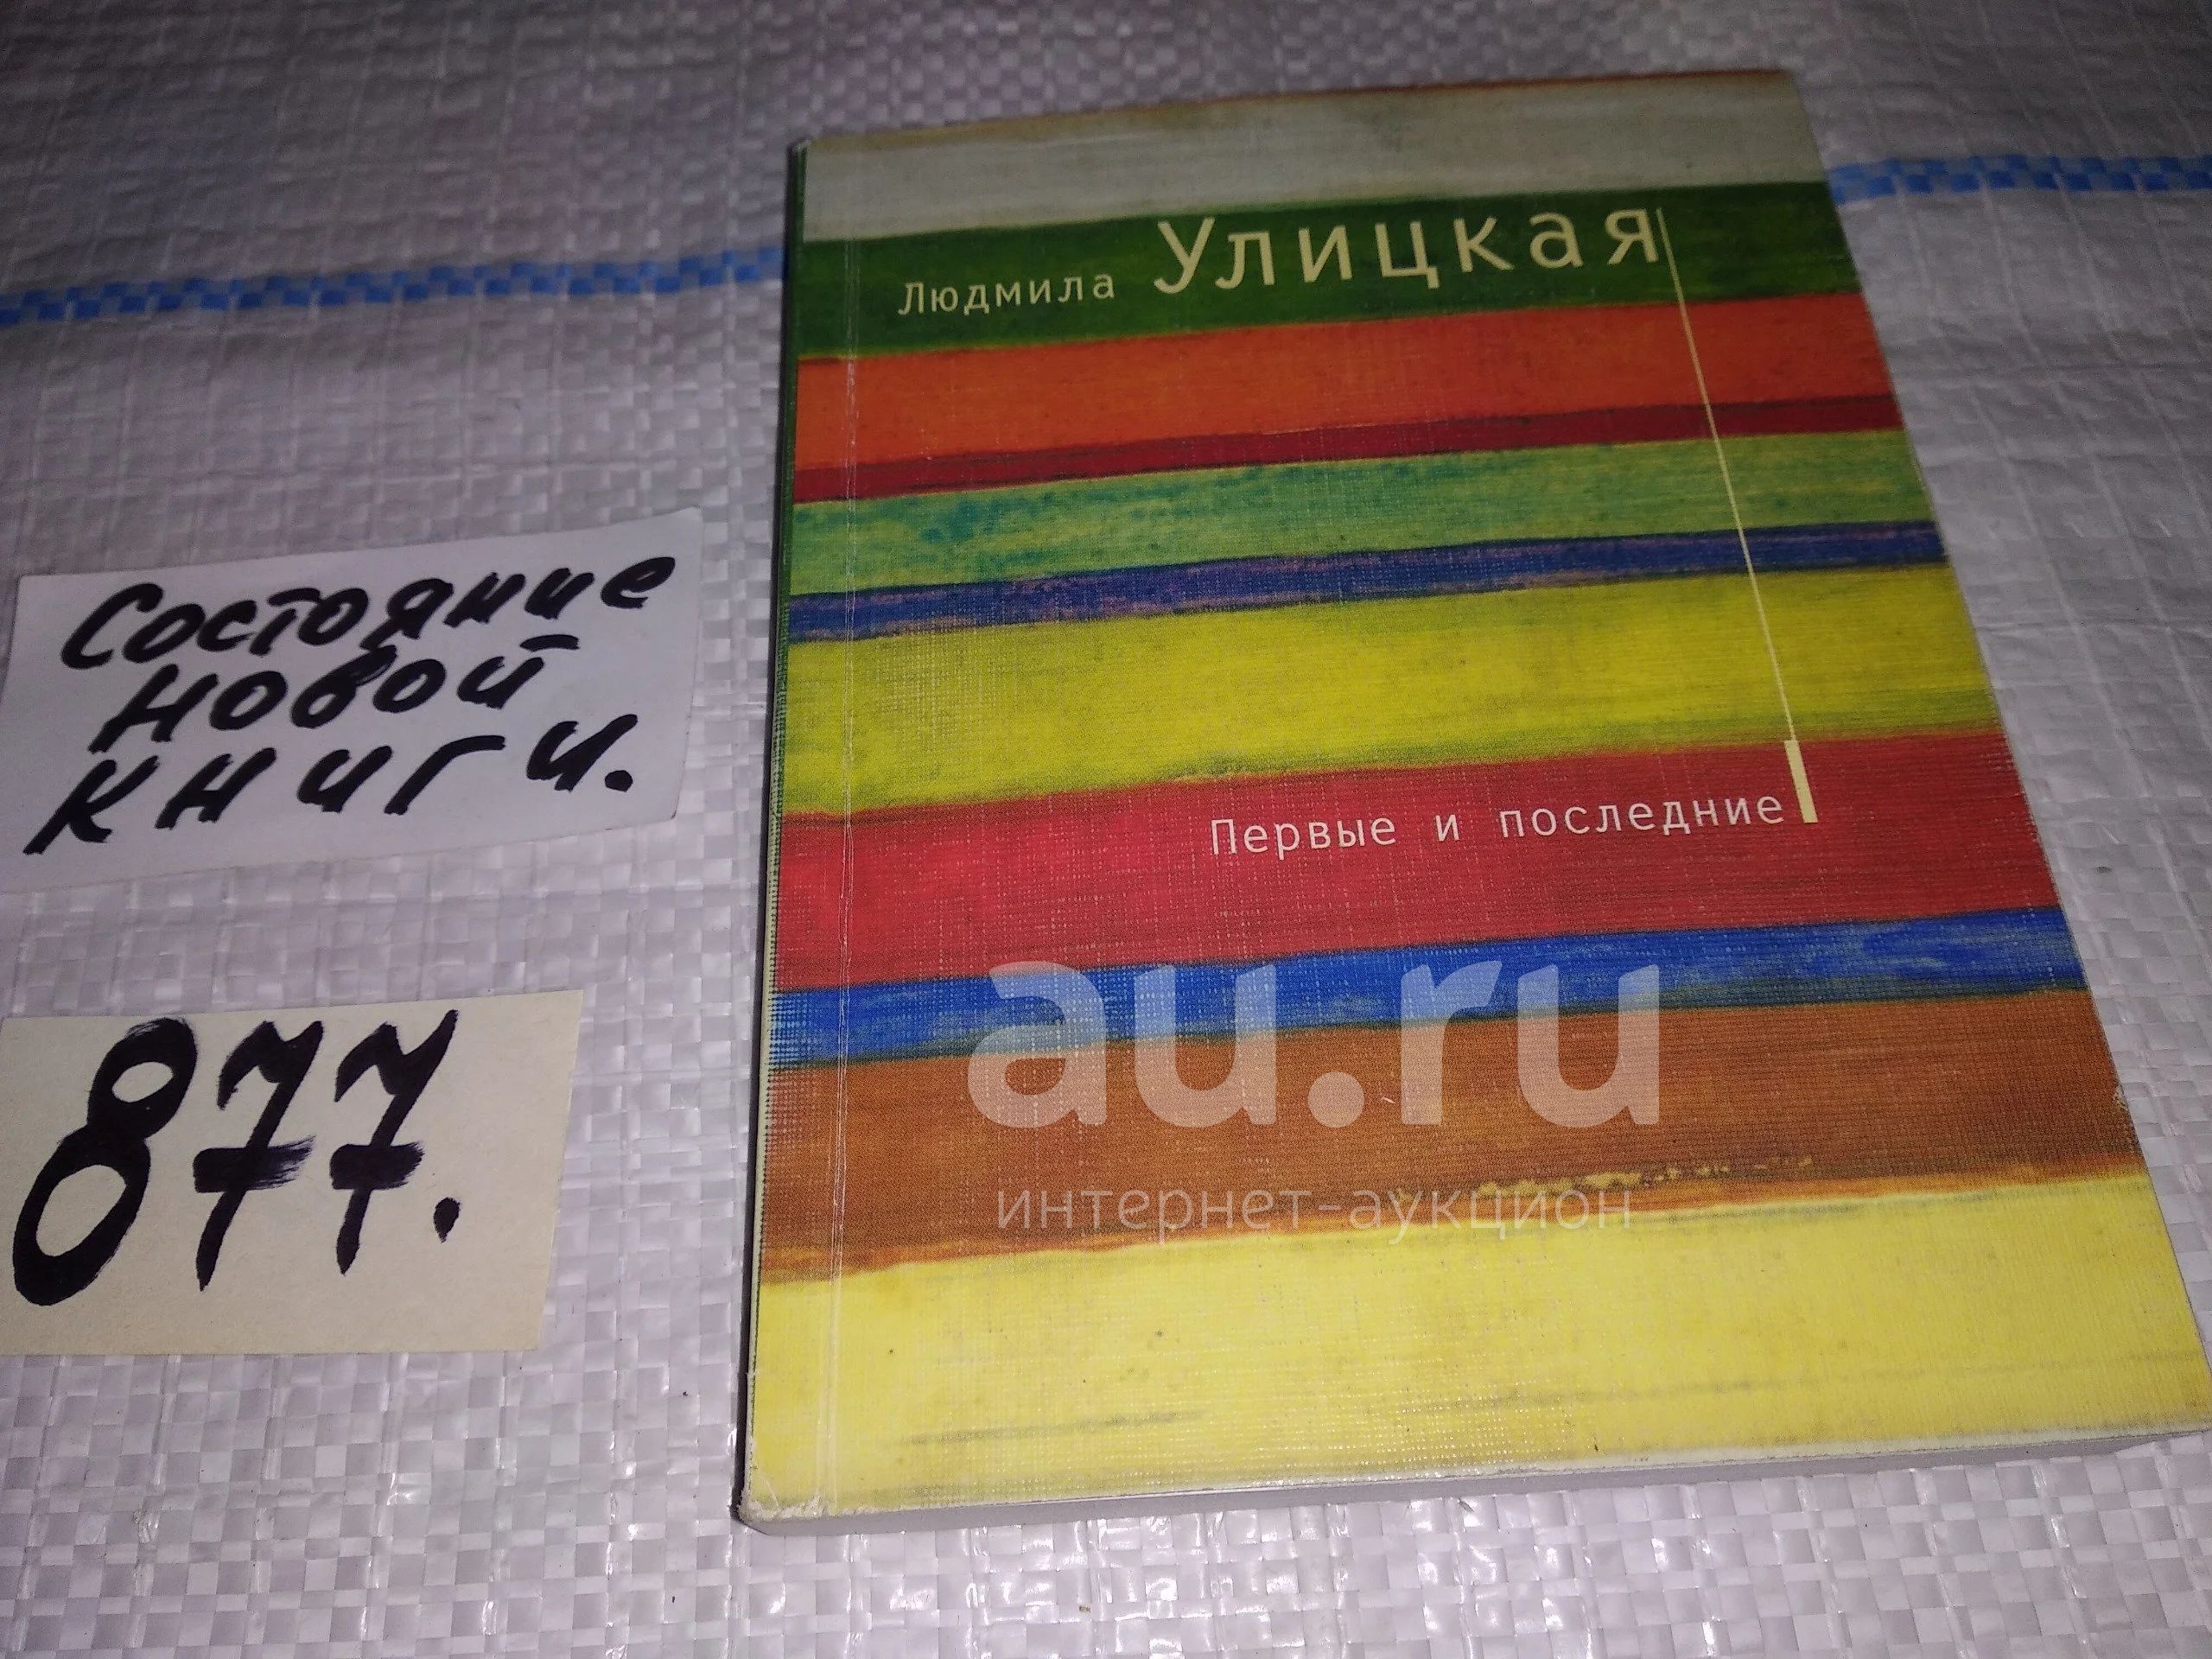 Людмила Улицкая
Первые и последние
Состояние
новой
книги.
877.
au.ru
интернет-аукцион